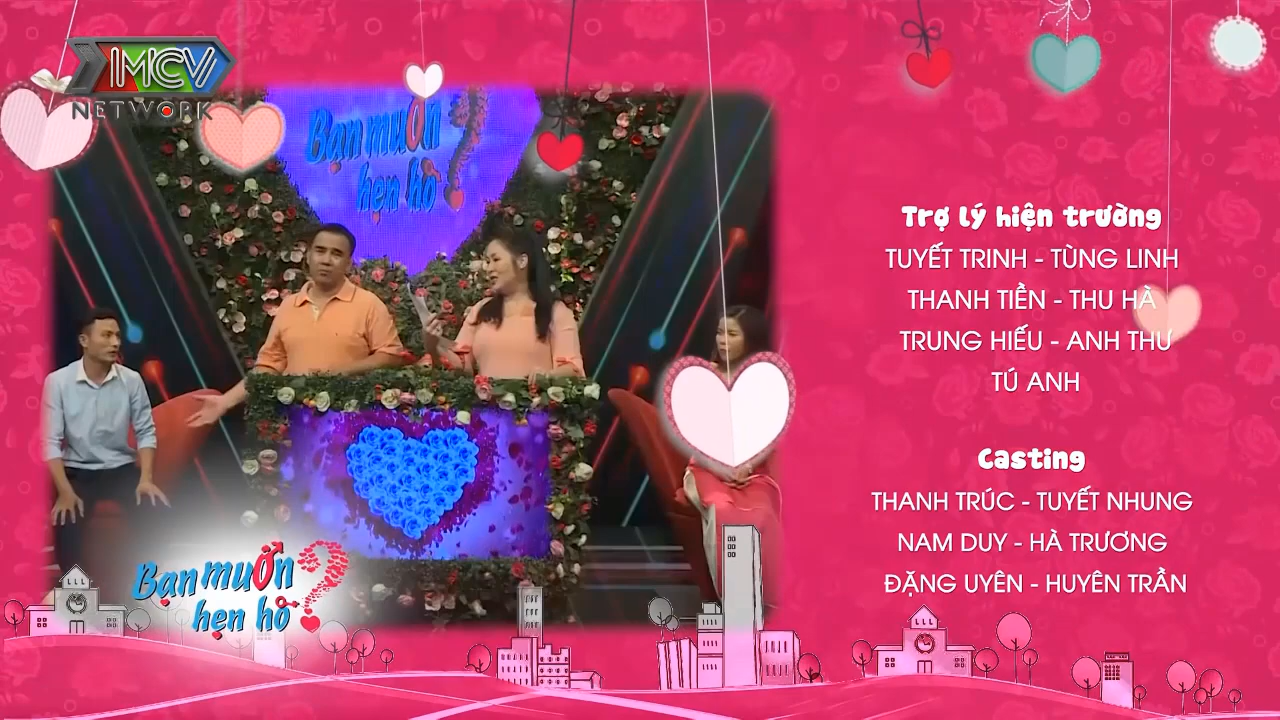 MCV
NETWORK
Bạn muốn
hẹn hò ?
Trợ lý hiện trường
TUYẾT TRINH - TÙNG LINH
THANH TIỀN - THU HÀ
TRUNG HIẾU - ANH THƯ
TÚ ANH
Casting
THANH TRÚC - TUYẾT NHUNG
NAM DUY - HÀ TRƯƠNG
ĐẶNG UYÊN - HUYÊN TRẦN
Bạn muốn
hẹn hò ?